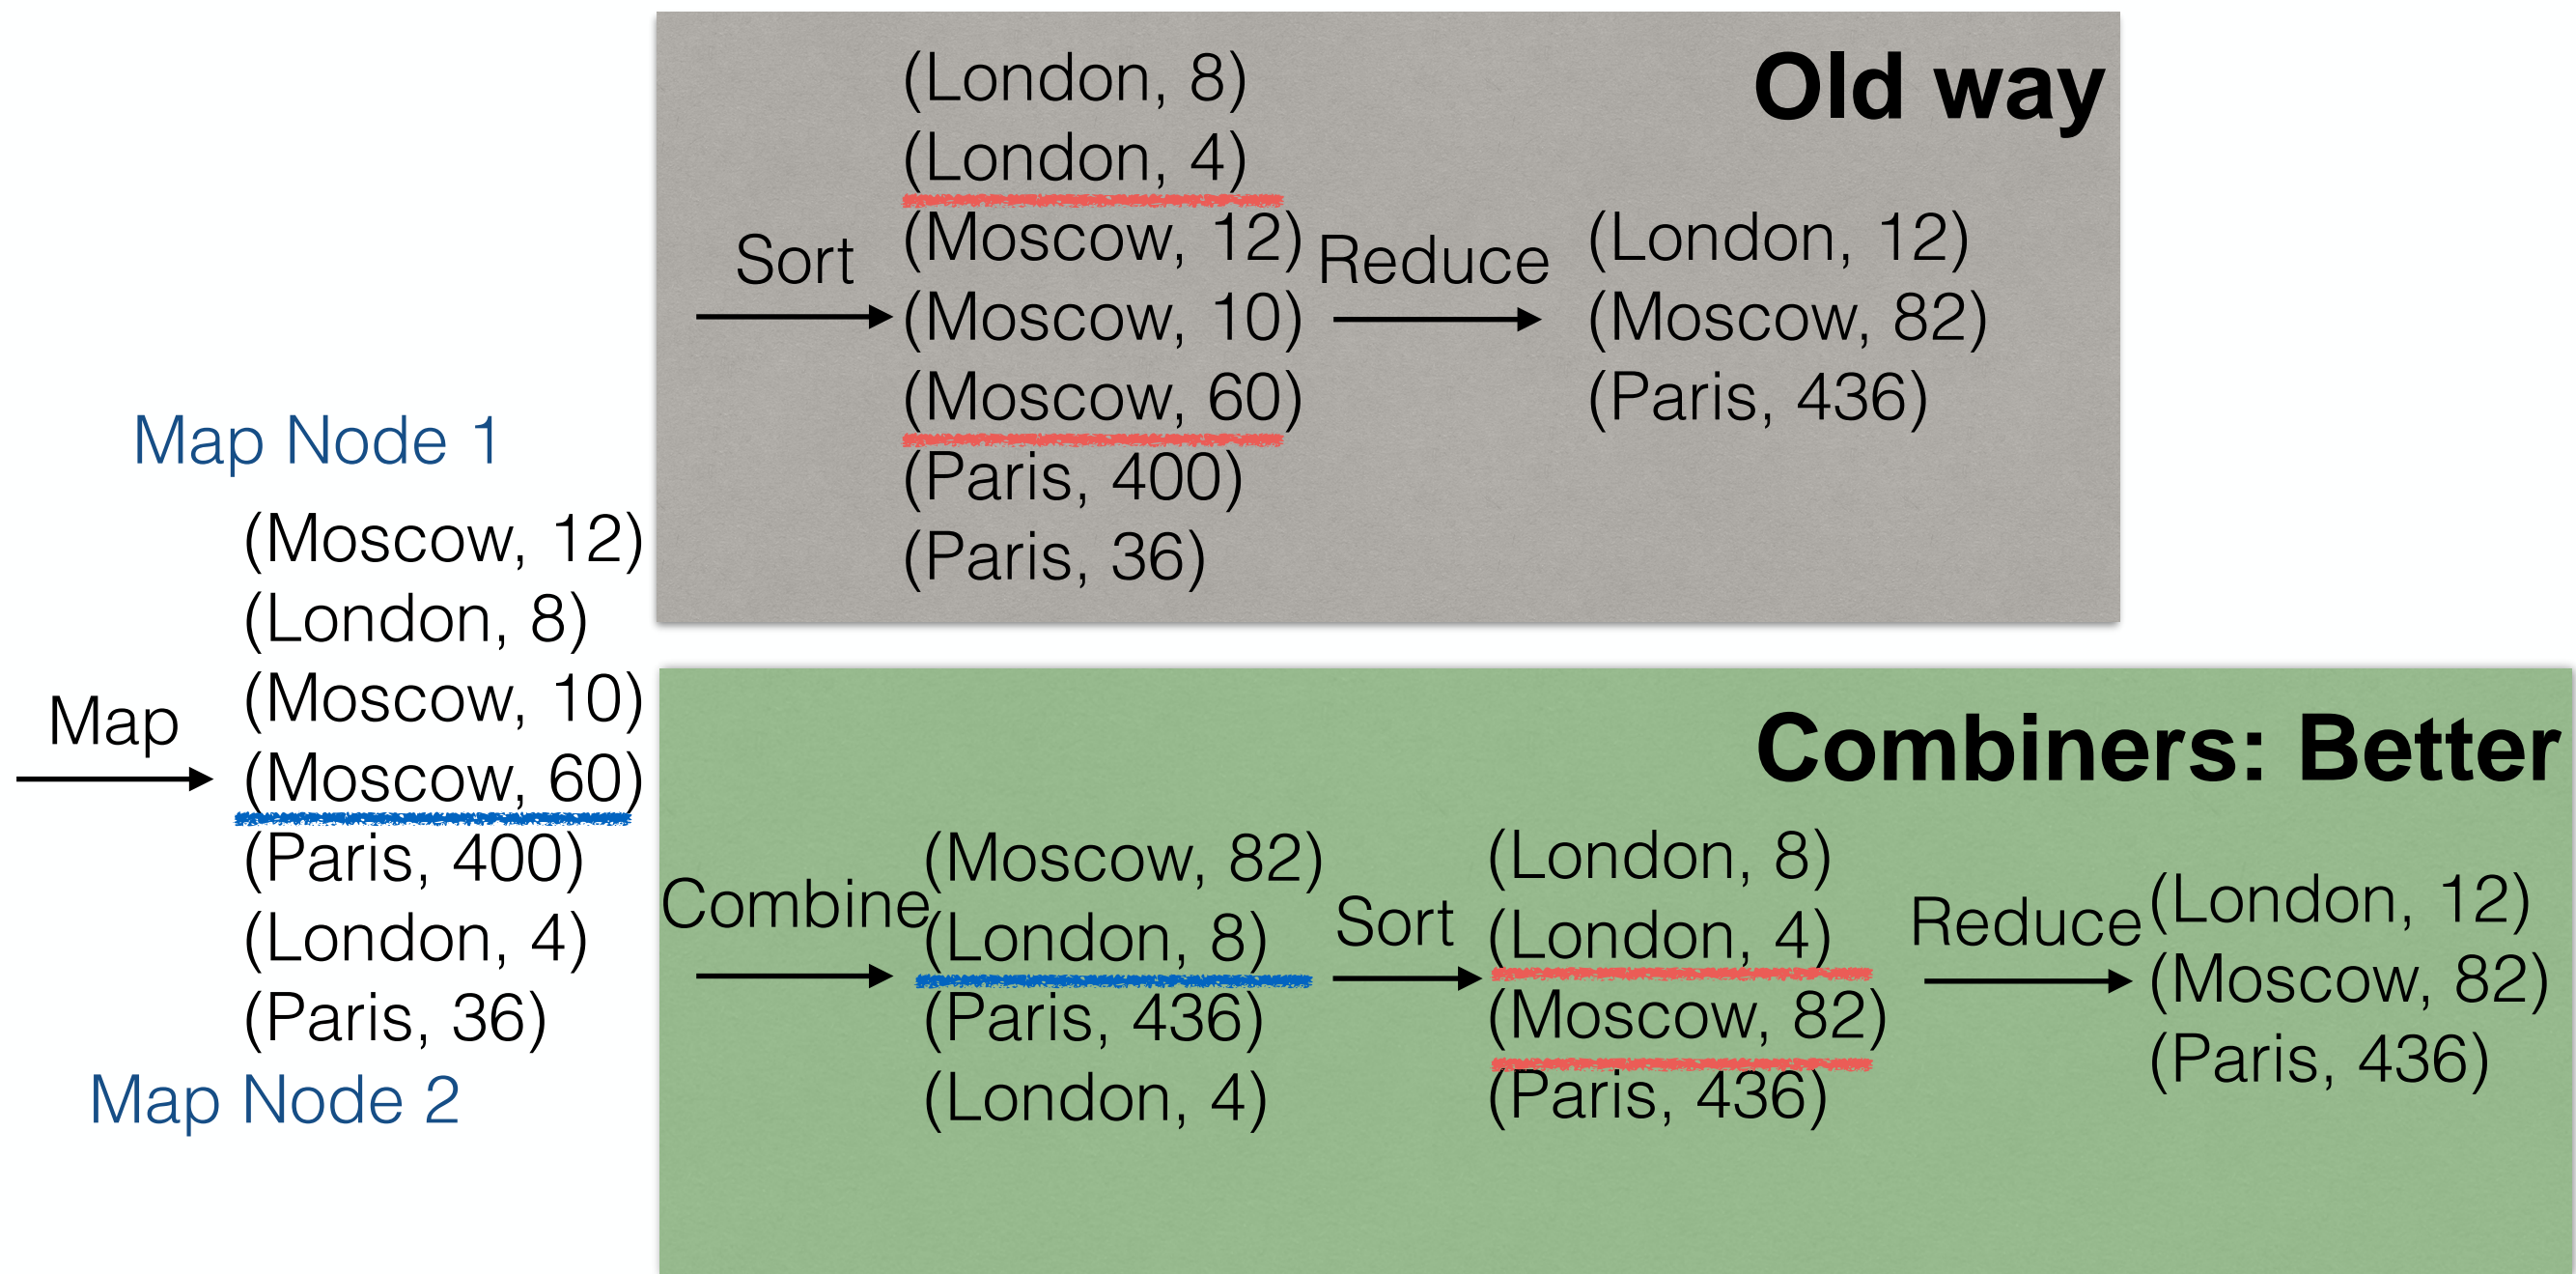 Old way
Map Node 1
Map
(Moscow, 12)
(London, 8)
(Moscow, 10)
(Moscow, 60)
(Paris, 400)
(London, 4)
(Paris, 36)
Map Node 2
Sort
(London, 8)
(London, 4)
(Moscow, 12)
(Moscow, 10)
(Moscow, 60)
(Paris, 400)
(Paris, 36)
Reduce
(London, 12)
(Moscow, 82)
(Paris, 436)
Combiners: Better
Combine
(Moscow, 82)
(London, 8)
(Paris, 436)
(London, 4)
Sort
(London, 8)
(London, 4)
(Moscow, 82)
(Paris, 436)
Reduce
(London, 12)
(Moscow, 82)
(Paris, 436)